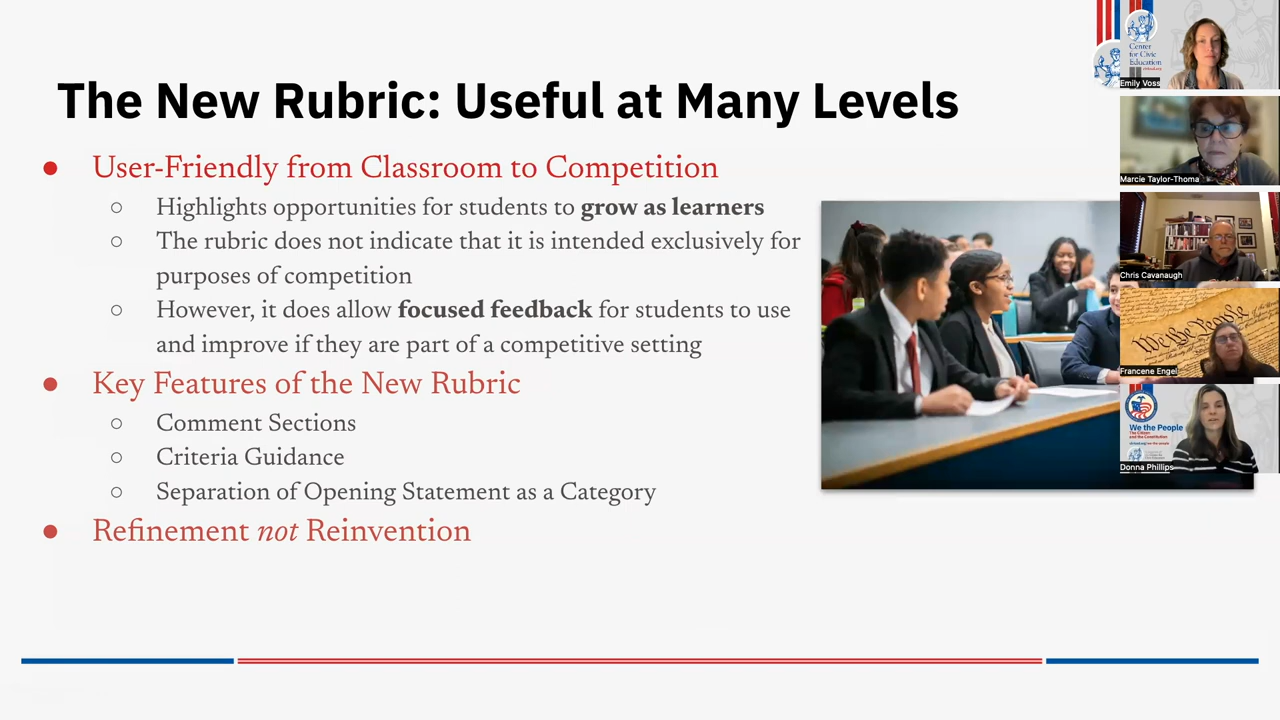 The New Rubric: Useful at Many Levels
● User-Friendly from Classroom to Competition
○ Highlights opportunities for students to grow as learners
○ The rubric does not indicate that it is intended exclusively for
purposes of competition
○ However, it does allow focused feedback for students to use
and improve if they are part of a competitive setting
● Key Features of the New Rubric
○ Comment Sections
○ Criteria Guidance
○ Separation of Opening Statement as a Category
● Refinement not Reinvention
Center
for Civic
Education
Emily Voss
Marcie Taylor-Thoma
Chris Cavanaugh
We the People
Francene Engel
We the People
Donna Phillips